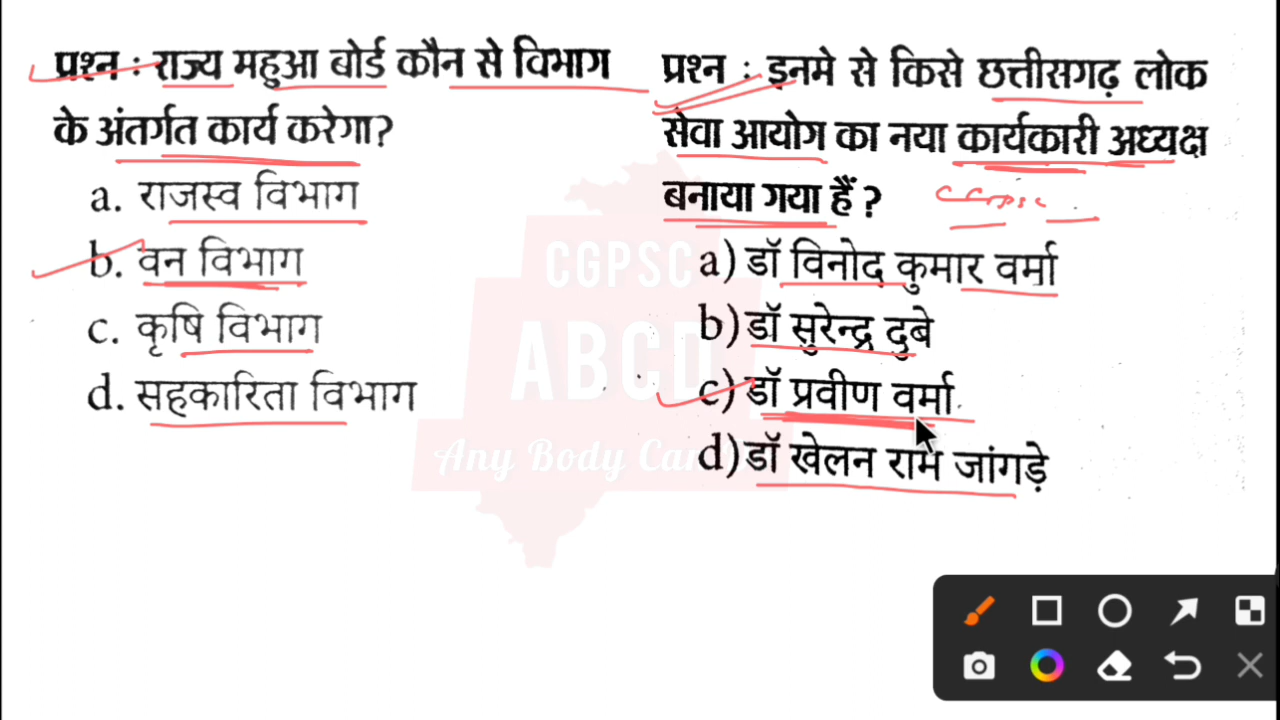 प्रश्न : राज्य महुआ बोर्ड कौन से विभाग
के अंतर्गत कार्य करेगा?
a. राजस्व विभाग
b. वन विभाग
c. कृषि विभाग
d. सहकारिता विभाग
प्रश्न : इनमे से किसे छत्तीसगढ़ लोक
सेवा आयोग का नया कार्यकारी अध्यक्ष
बनाया गया हैं ?
a) डॉ विनोद कुमार वर्मा
b) डॉ सुरेन्द्र दुबे
c) डॉ प्रवीण वर्मा
d) डॉ खेलन राम जांगड़े
CGPSC
ABCD
Any Body Can